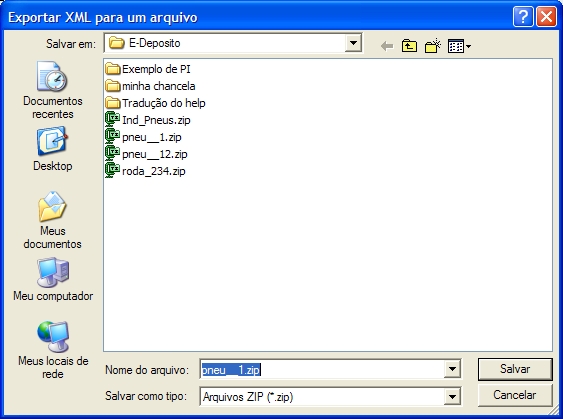 Exportar XML para um arquivo
Salvar em: E-Deposito
Documentos recentes
Desktop
Meus documentos
Meu computador
Meus locais de rede
Exemplo de PI
minha chancela
Tradução do help
Ind_Pneus.zip
pneu__1.zip
pneu__12.zip
roda_234.zip
Nome do arquivo: pneu__1.zip Salvar
Salvar como tipo: Arquivos ZIP (*.zip) Cancelar